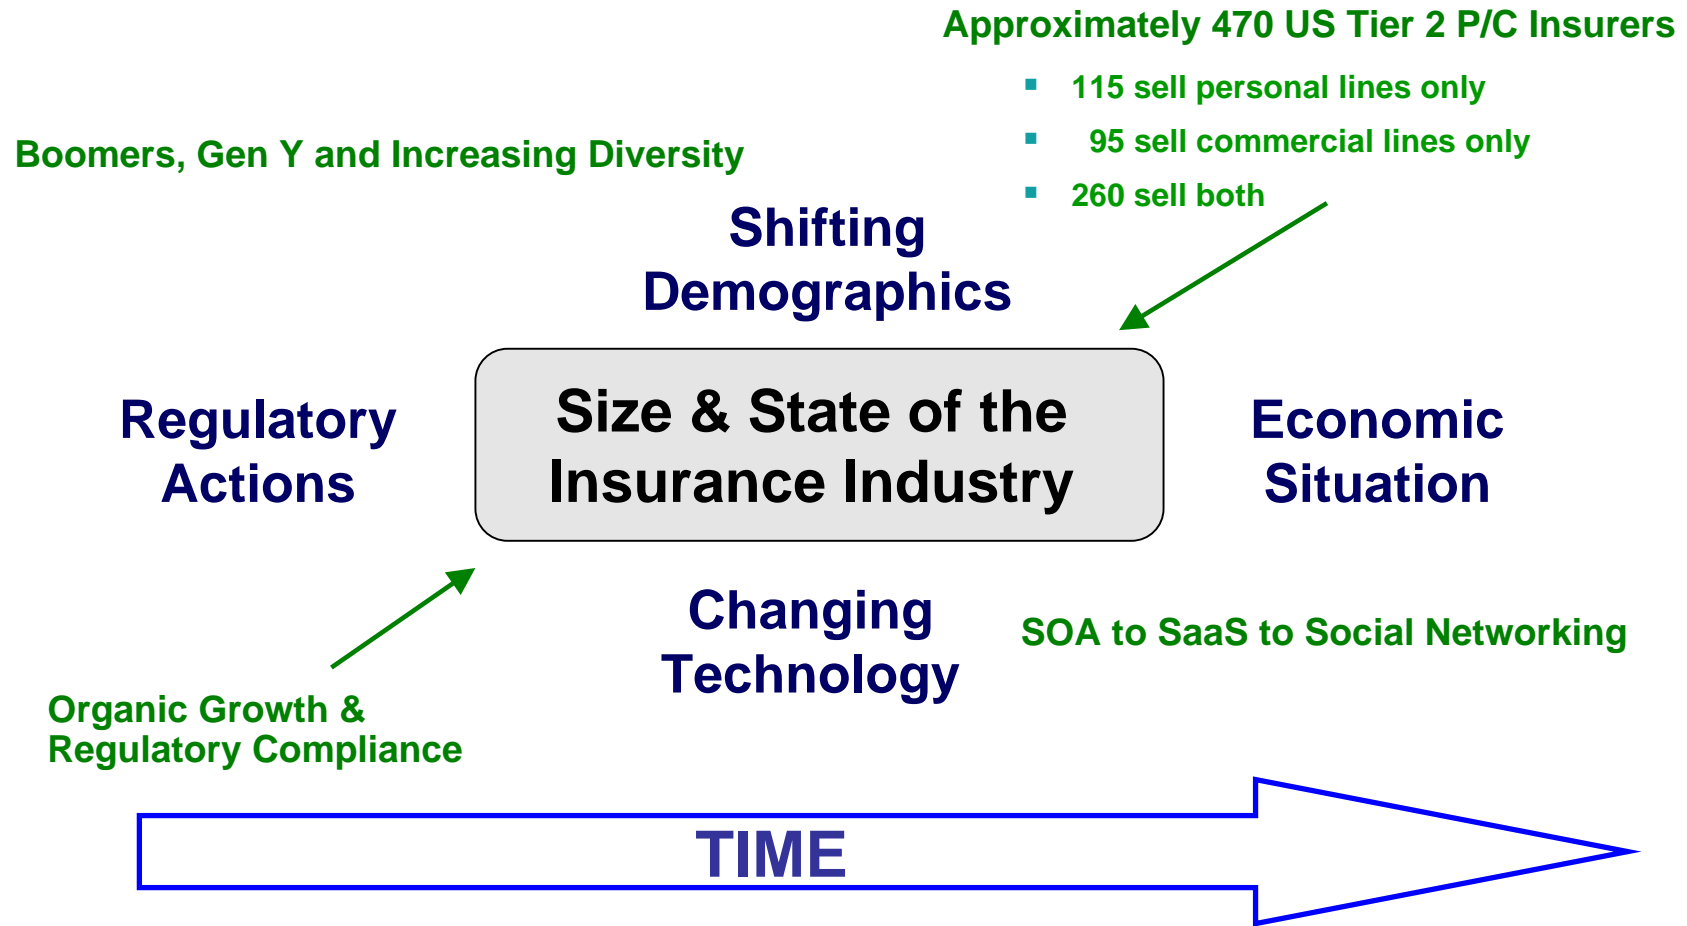 Approximately 470 US Tier 2 P/C Insurers
115 sell personal lines only
95 sell commercial lines only
260 sell both
Boomers, Gen Y and Increasing Diversity
Shifting
Demographics
Regulatory
Actions
Size & State of the
Insurance Industry
Economic
Situation
Changing
Technology
SOA to SaaS to Social Networking
Organic Growth &
Regulatory Compliance
TIME